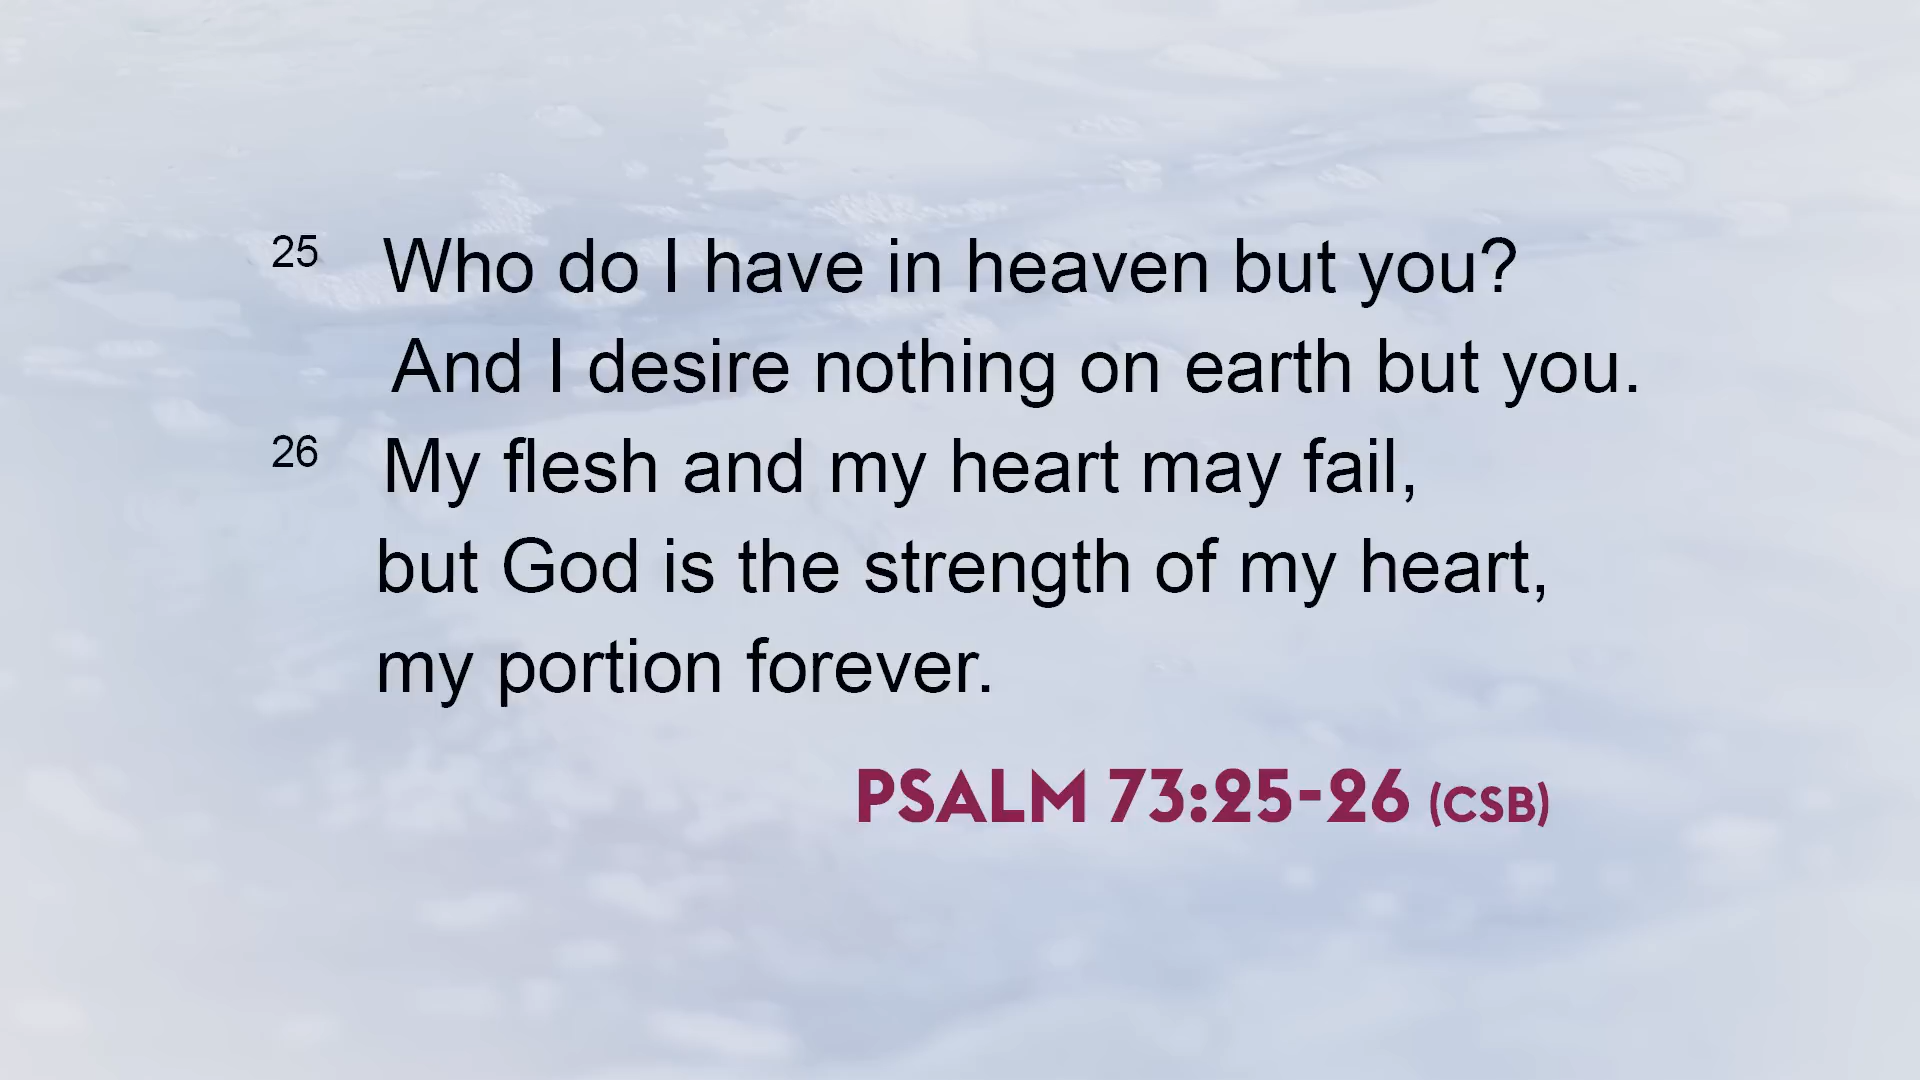 25 Who do I have in heaven but you?
And I desire nothing on earth but you.
26 My flesh and my heart may fail,
but God is the strength of my heart,
my portion forever.
PSALM 73:25-26 (CSB)